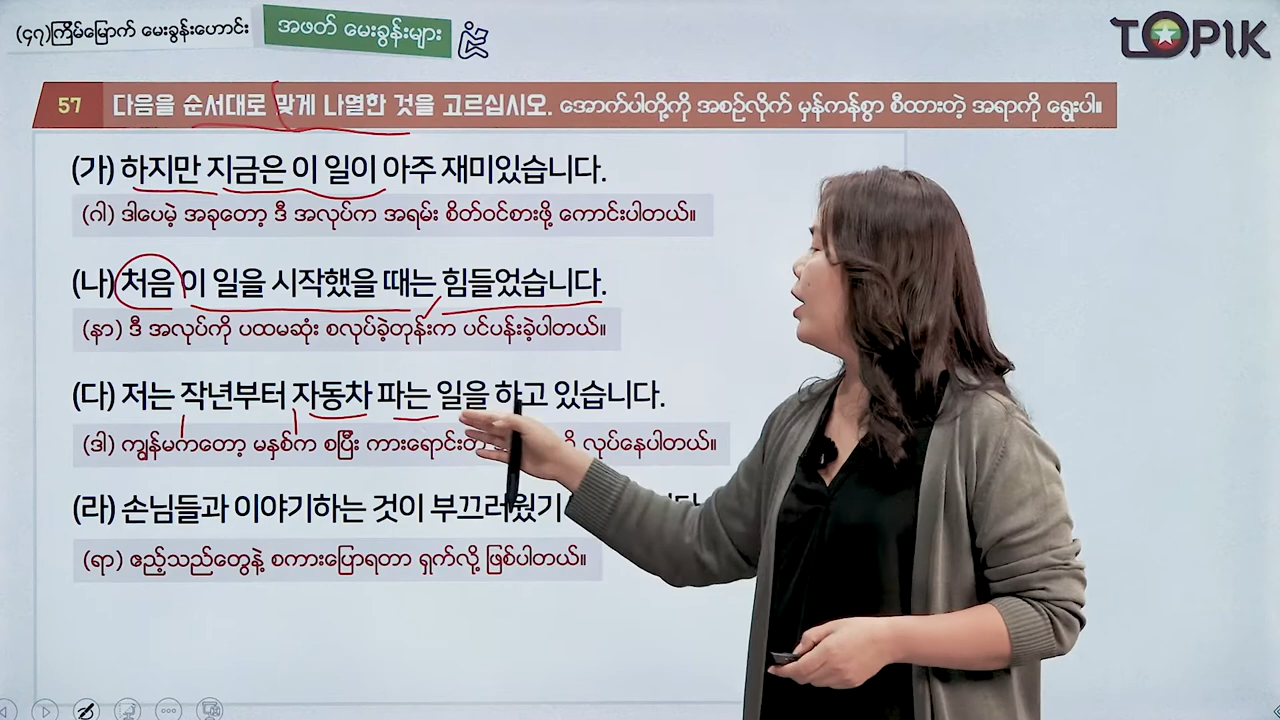 (၄၇)ကြိမ်မြောက် မေးခွန်းဟောင်း
အဖတ် မေးခွန်းများ
TOPIK
57 다음을 순서대로 맞게 나열한 것을 고르십시오. အောက်ပါတို့ကို အစဉ်လိုက် မှန်ကန်စွာ စီထားတဲ့ အရာကို ရွေးပါ။
(가) 하지만 지금은 이 일이 아주 재미있습니다.
(ဂါ) ဒါပေမဲ့ အခုတော့ ဒီ အလုပ်က အရမ်း စိတ်ဝင်စားဖို့ ကောင်းပါတယ်။
(나) 처음 이 일을 시작했을 때는 힘들었습니다.
(နာ) ဒီ အလုပ်ကို ပထမဆုံး စလုပ်ခဲ့တုန်းက ပင်ပန်းခဲ့ပါတယ်။
(다) 저는 작년부터 자동차 파는 일을 하고 있습니다.
(ဒါ) ကျွန်မကတော့ မနှစ်က စပြီး ကားရောင်းတဲ့ လုပ်နေပါတယ်။
(라) 손님들과 이야기하는 것이 부끄러웠기
(ရာ) ဧည့်သည်တွေနဲ့ စကားပြောရတာ ရှက်လို့ ဖြစ်ပါတယ်။